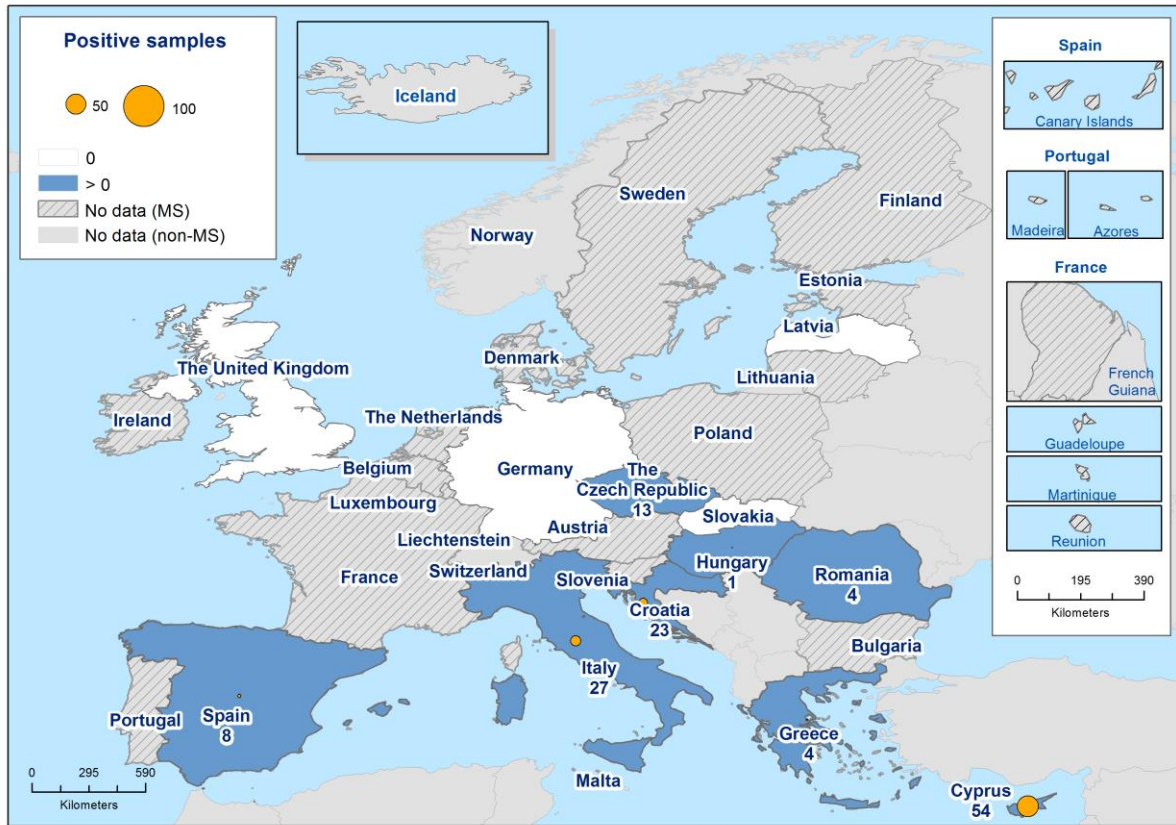 Positive samples
50
100
0
> 0
No data (MS)
No data (non-MS)
Iceland
Spain
Canary Islands
Portugal
Madeira
Azores
France
French
Guiana
Guadeloupe
Martinique
Reunion
0 195 390
Kilometers
Sweden
Finland
Norway
Estonia
Latvia
Denmark
Lithuania
The United Kingdom
Ireland
The Netherlands
Poland
Belgium
Germany
The
Czech Republic
13
Luxembourg
Slovakia
Austria
Liechtenstein
Hungary
1
Switzerland
Slovenia
Romania
4
France
Croatia
23
Bulgaria
Italy
27
Portugal
Spain
8
Greece
4
Malta
Cyprus
54
0 295 590
Kilometers